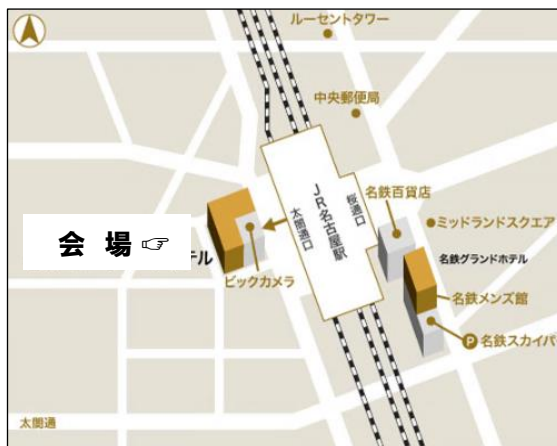 ルーセントタワー
中央郵便局
JR名古屋駅
桜通口
太閤通口
名鉄百貨店
ミッドランドスクエア
会 場 ☞
テル
ビックカメラ
名鉄グランドホテル
名鉄メンズ館
P 名鉄スカイパ
太閤通